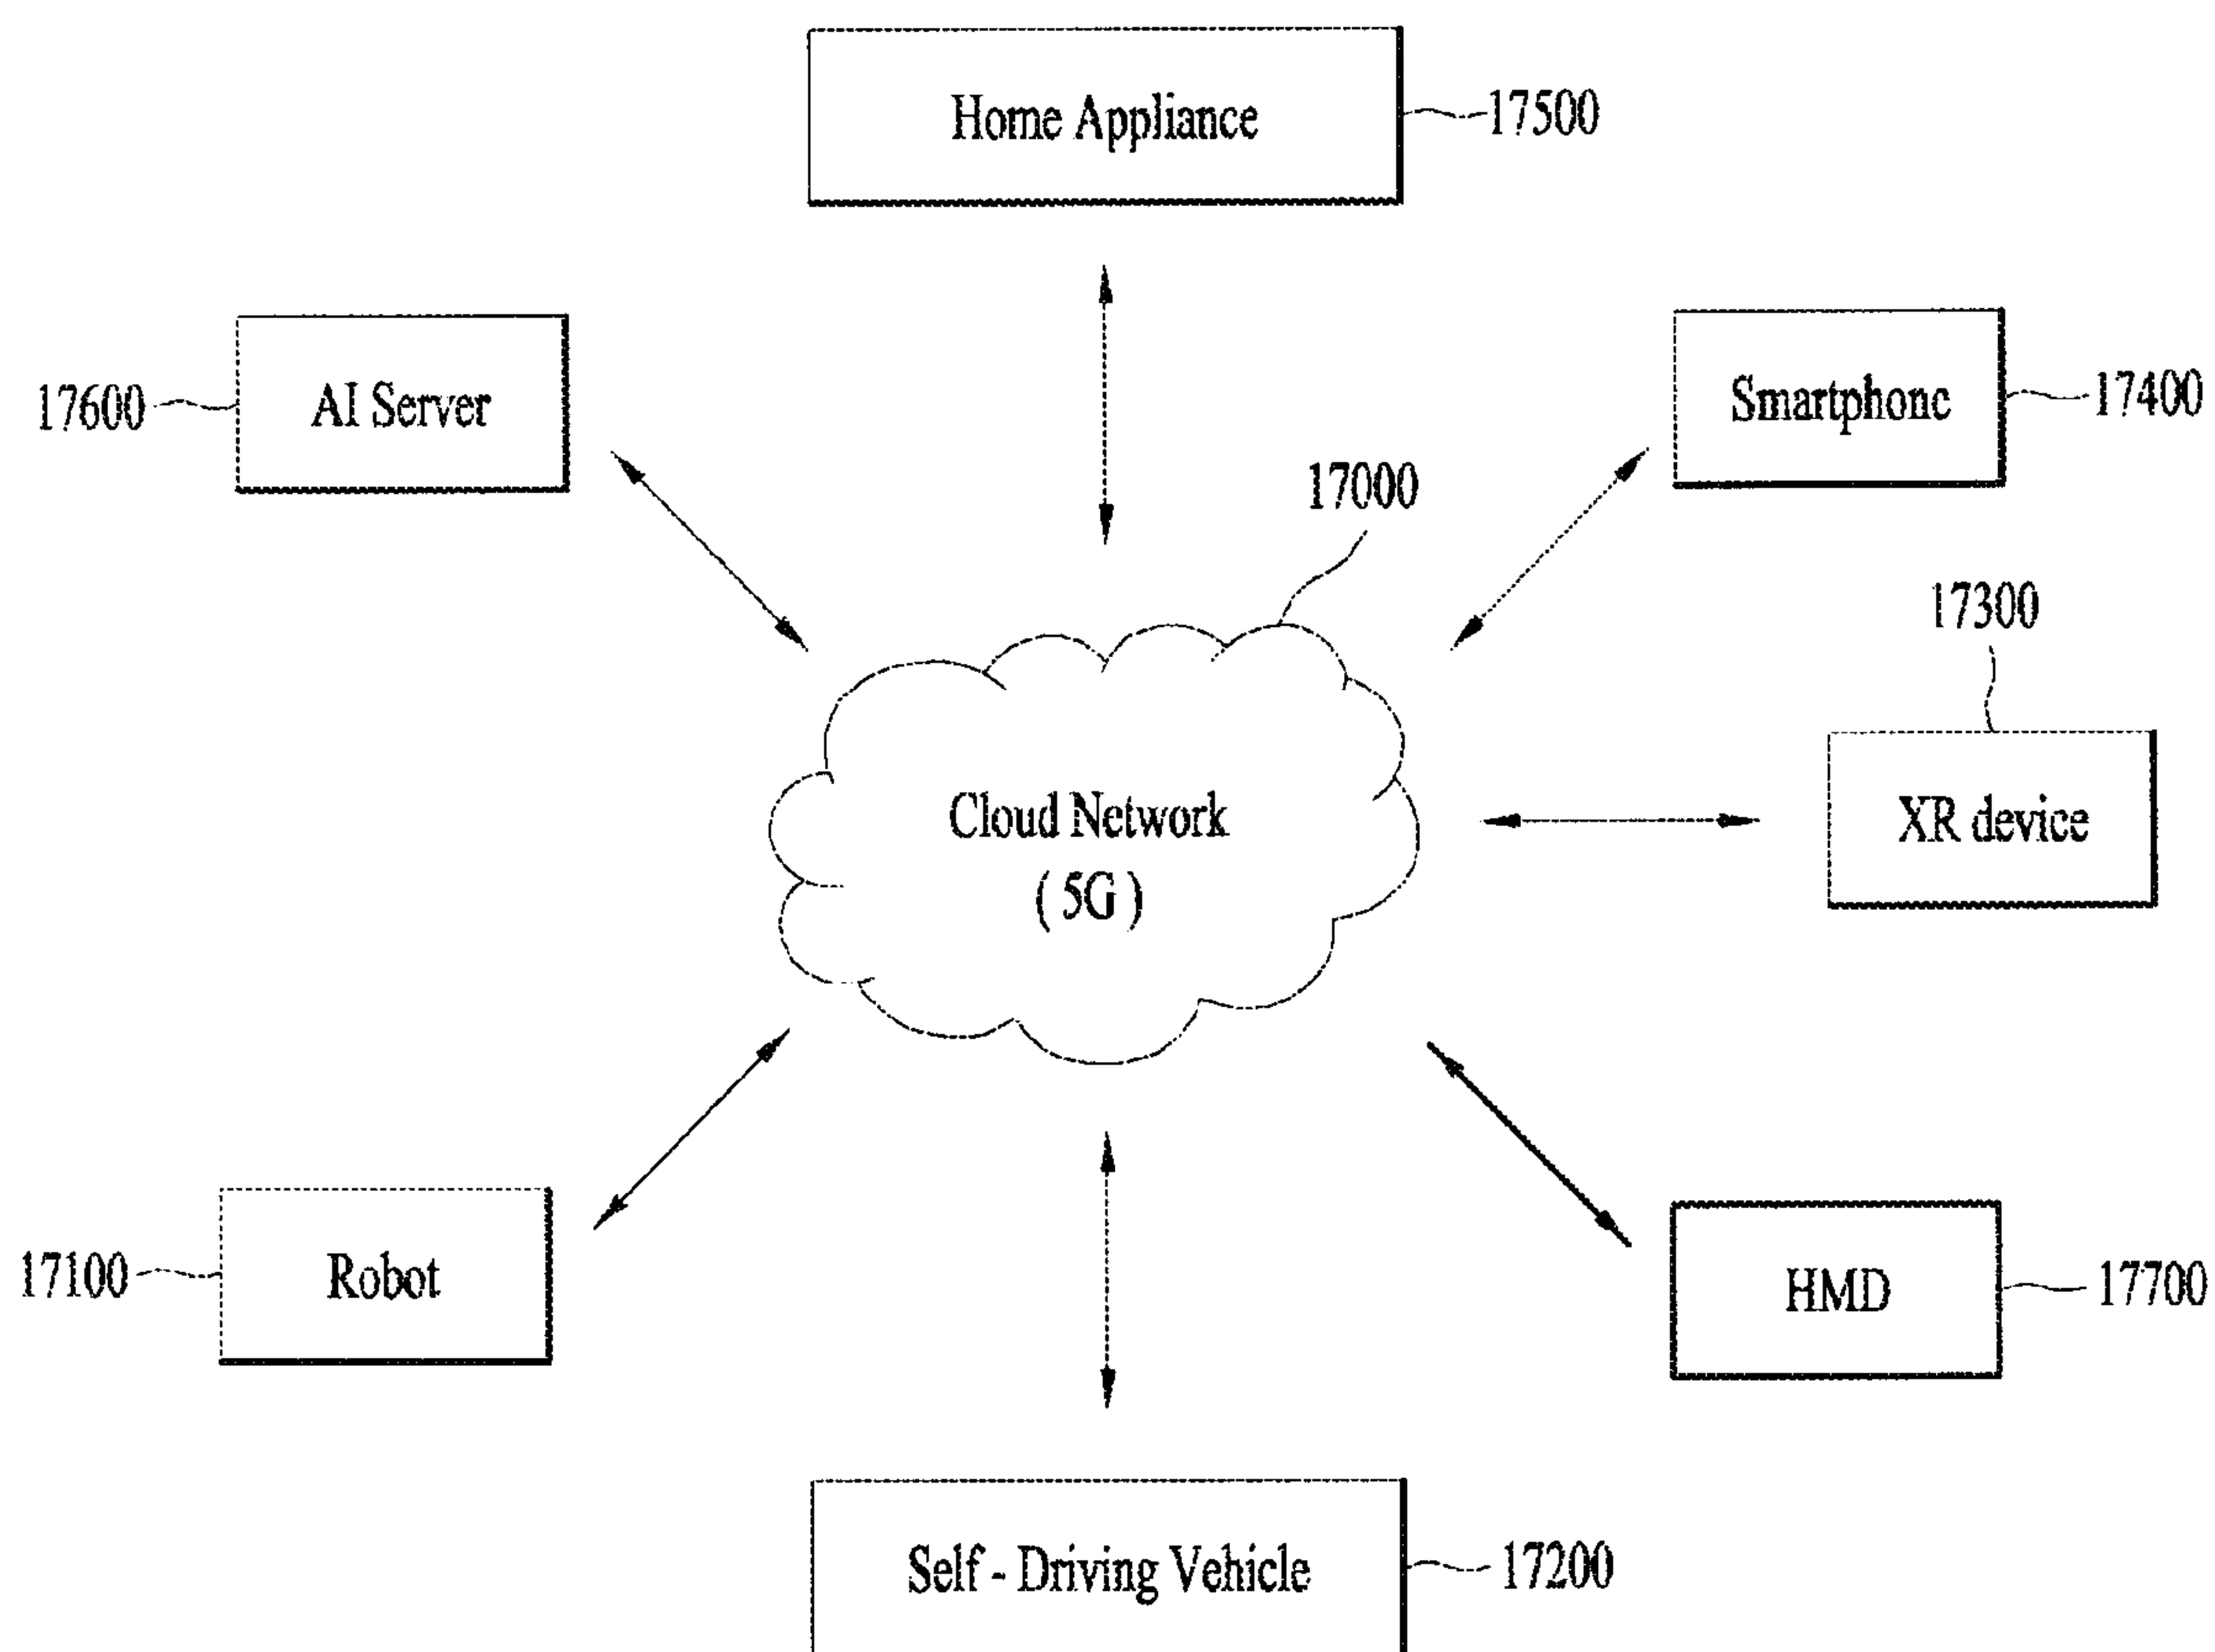 Home Appliance
17500
17600
AI Server
Smartphone
17400
17000
17300
Cloud Network
( 5G )
XR device
17100
Robot
HMD
17700
Self - Driving Vehicle
17200